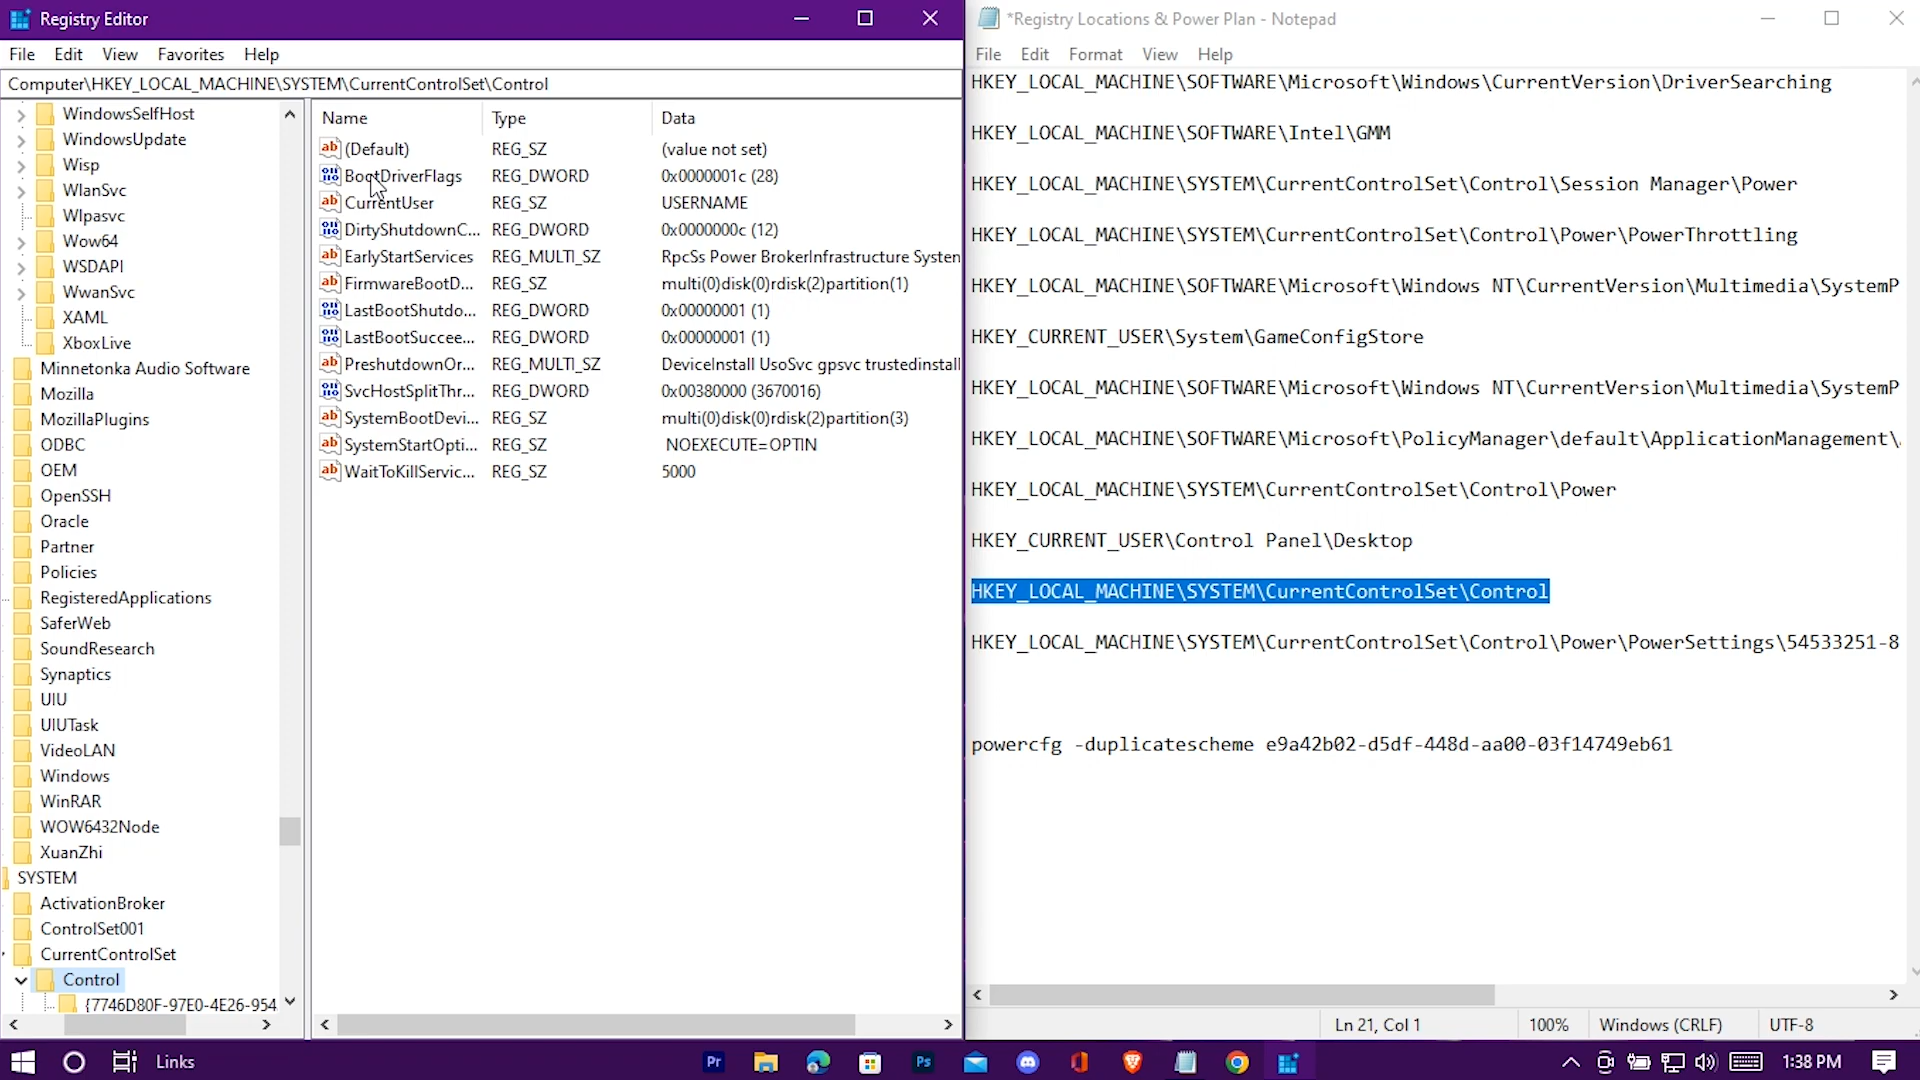 Registry Editor
File Edit View Favorites Help
Computer\HKEY_LOCAL_MACHINE\SYSTEM\CurrentControlSet\Control
WindowsSelfHost
WindowsUpdate
Wisp
WlanSvc
Wlpasvc
Wow64
WSDAPI
WwanSvc
XAML
XboxLive
Minnetonka Audio Software
Mozilla
MozillaPlugins
ODBC
OEM
OpenSSH
Oracle
Partner
Policies
RegisteredApplications
SaferWeb
SoundResearch
Synaptics
UIU
UIUTask
VideoLAN
Windows
WinRAR
WOW6432Node
XuanZhi
SYSTEM
ActivationBroker
ControlSet001
CurrentControlSet
Control
{7746D80F-97E0-4E26-954
Name Type Data
(Default) REG_SZ (value not set)
BootDriverFlags REG_DWORD 0x0000001c (28)
CurrentUser REG_SZ USERNAME
DirtyShutdownC... REG_DWORD 0x0000000c (12)
EarlyStartServices REG_MULTI_SZ RpcSs Power BrokerInfrastructure System
FirmwareBootD... REG_SZ multi(0)disk(0)rdisk(2)partition(1)
LastBootShutdo... REG_DWORD 0x00000001 (1)
LastBootSuccee... REG_DWORD 0x00000001 (1)
PreshutdownOr... REG_MULTI_SZ DeviceInstall UsoSvc gpsvc trustedinstall
SvcHostSplitThr... REG_DWORD 0x00380000 (3670016)
SystemBootDevi... REG_SZ multi(0)disk(0)rdisk(2)partition(3)
SystemStartOpti... REG_SZ NOEXECUTE=OPTIN
WaitToKillServic... REG_SZ 5000
*Registry Locations & Power Plan - Notepad
File Edit Format View Help
HKEY_LOCAL_MACHINE\SOFTWARE\Microsoft\Windows\CurrentVersion\DriverSearching
HKEY_LOCAL_MACHINE\SOFTWARE\Intel\GMM
HKEY_LOCAL_MACHINE\SYSTEM\CurrentControlSet\Control\Session Manager\Power
HKEY_LOCAL_MACHINE\SYSTEM\CurrentControlSet\Control\Power\PowerThrottling
HKEY_LOCAL_MACHINE\SOFTWARE\Microsoft\Windows NT\CurrentVersion\Multimedia\SystemP
HKEY_CURRENT_USER\System\GameConfigStore
HKEY_LOCAL_MACHINE\SOFTWARE\Microsoft\Windows NT\CurrentVersion\Multimedia\SystemP
HKEY_LOCAL_MACHINE\SOFTWARE\Microsoft\PolicyManager\default\ApplicationManagement\
HKEY_LOCAL_MACHINE\SYSTEM\CurrentControlSet\Control\Power
HKEY_CURRENT_USER\Control Panel\Desktop
HKEY_LOCAL_MACHINE\SYSTEM\CurrentControlSet\Control
HKEY_LOCAL_MACHINE\SYSTEM\CurrentControlSet\Control\Power\PowerSettings\54533251-8
powercfg -duplicatescheme e9a42b02-d5df-448d-aa00-03f14749eb61
Ln 21, Col 1 100% Windows (CRLF) UTF-8
Links Pr Ps 1:38 PM